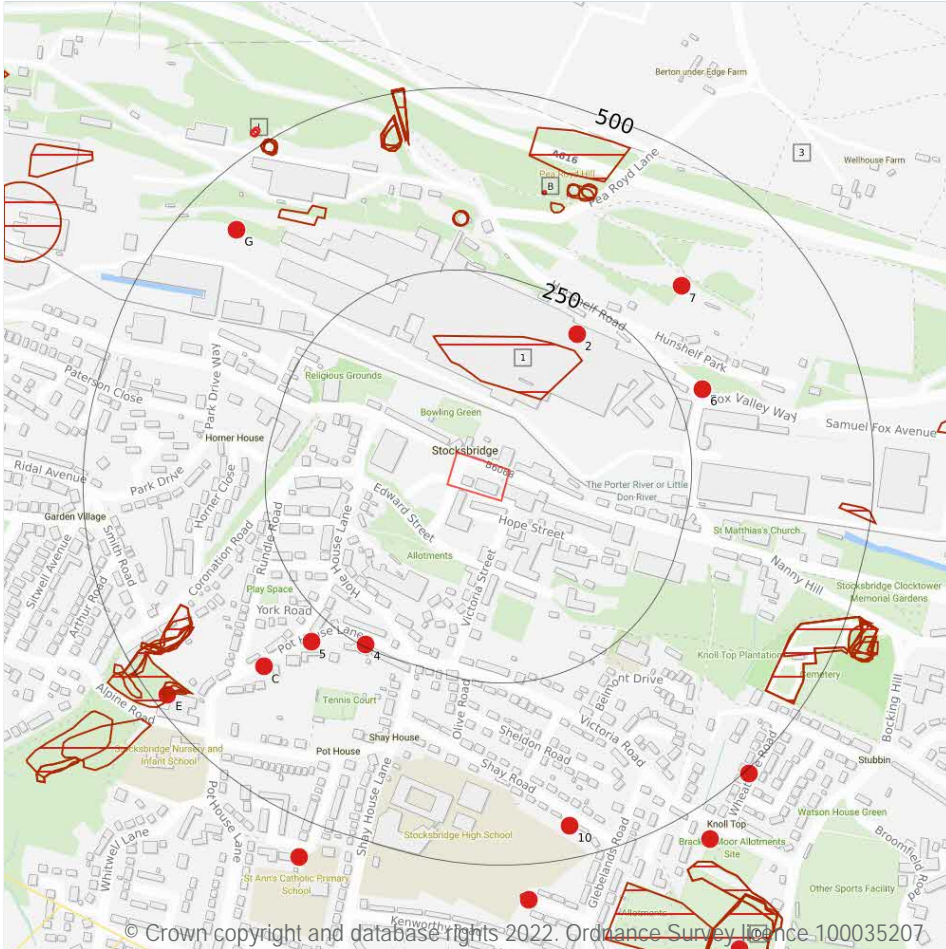 Berton under Edge Farm
500
I
3
Wellhouse Farm
A616
Pea Royd Hill
B
Pea Royd Lane
G
7
250
Hunshelf Road
2
1
Hunshelf Park
Paterson Close
Park Drive Way
Religious Grounds
6
Fox Valley Way
Bowling Green
Samuel Fox Avenue
Horner House
Stocksbridge
B6088
Ridal Avenue
Park Drive
Horner Close
The Porter River or Little
Don River
Edward Street
Hope Street
Garden Village
St Matthias's Church
Sitwell Avenue
Smith Road
Arthur Road
Coronation Road
Rundle Road
Hole House Lane
Allotments
Victoria Street
Nanny Hill
Stocksbridge Clocktower
Memorial Gardens
Play Space
York Road
Pot House Lane
5
4
Knoll Top Plantation
Cemetery
C
E
Alpine Road
Tennis Court
Olive Road
Belmo
nt Drive
Bocking Hill
Victoria Road
Stocksbridge Nursery and
Infant School
Pot House
Shay House
Sheldon Road
Stubbin
Shay Road
Wheat
e Road
Pot House Lane
Shay House Lane
Whitwell Lane
Stocksbridge High School
10
Knoll Top
Watson House Green
Brac
Moor Allotments
Site
Broomfield Road
Glebelands Road
St Ann's Catholic Primary
School
Other Sports Facility
Allotments
Kenworthy
© Crown copyright and database rights 2022. Ordnance Survey licence 100035207.